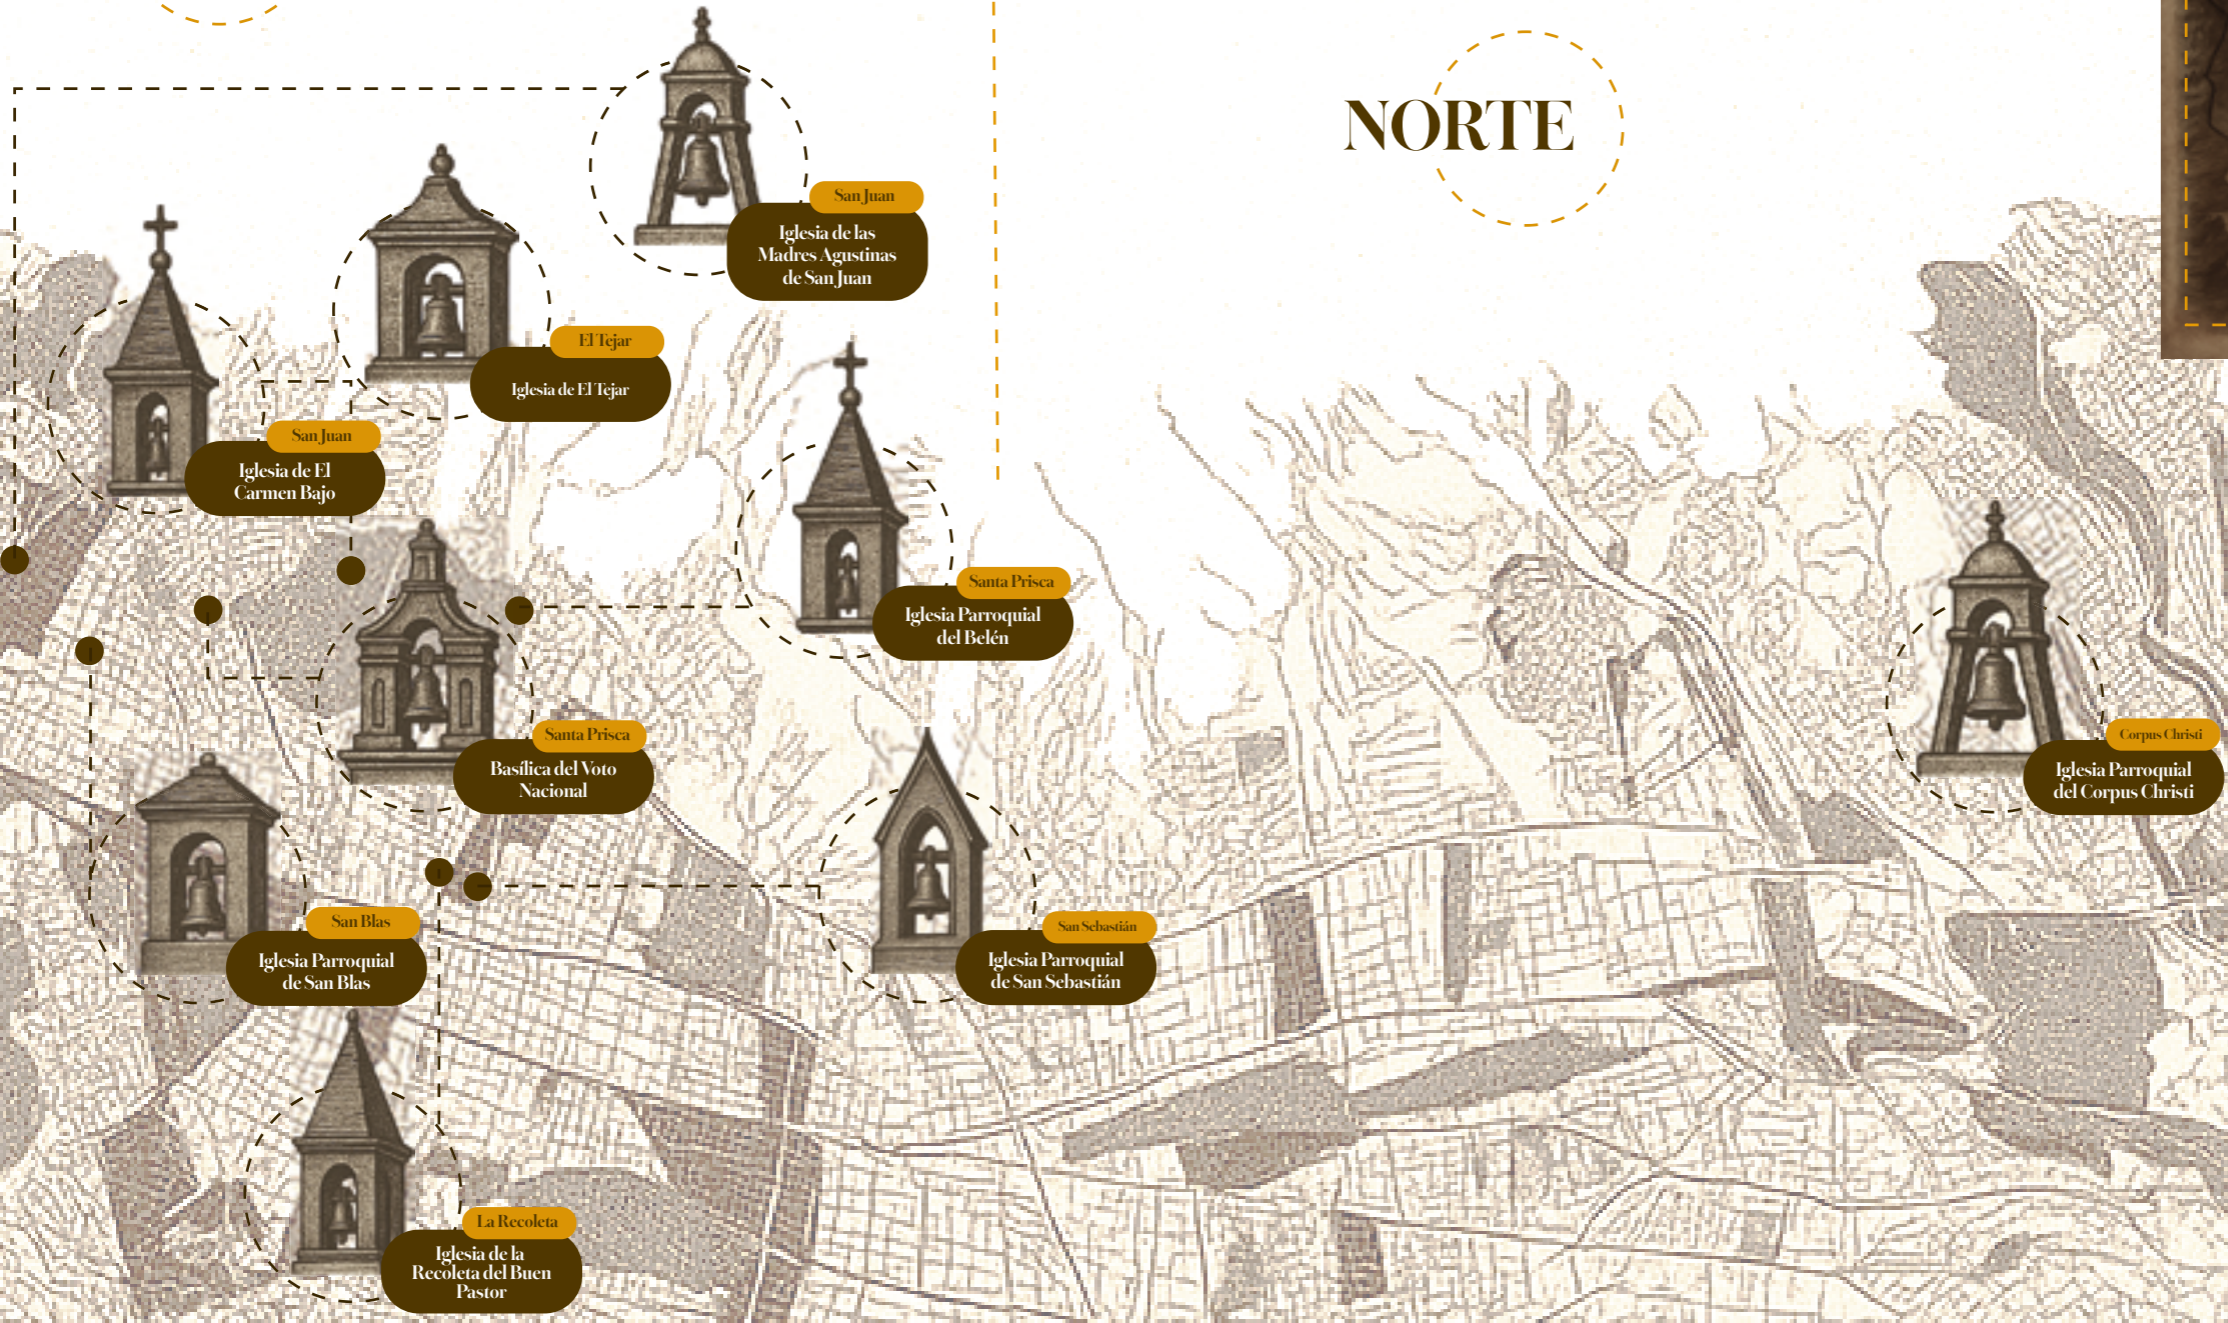 NORTE
San Juan
Iglesia de las
Madres Agustinas
de San Juan
El Tejar
Iglesia de El Tejar
San Juan
Iglesia de El
Carmen Bajo
Santa Prisca
Iglesia Parroquial
del Belén
Santa Prisca
Basílica del Voto
Nacional
Corpus Christi
Iglesia Parroquial
del Corpus Christi
San Blas
Iglesia Parroquial
de San Blas
San Sebastián
Iglesia Parroquial
de San Sebastián
La Recoleta
Iglesia de la
Recoleta del Buen
Pastor